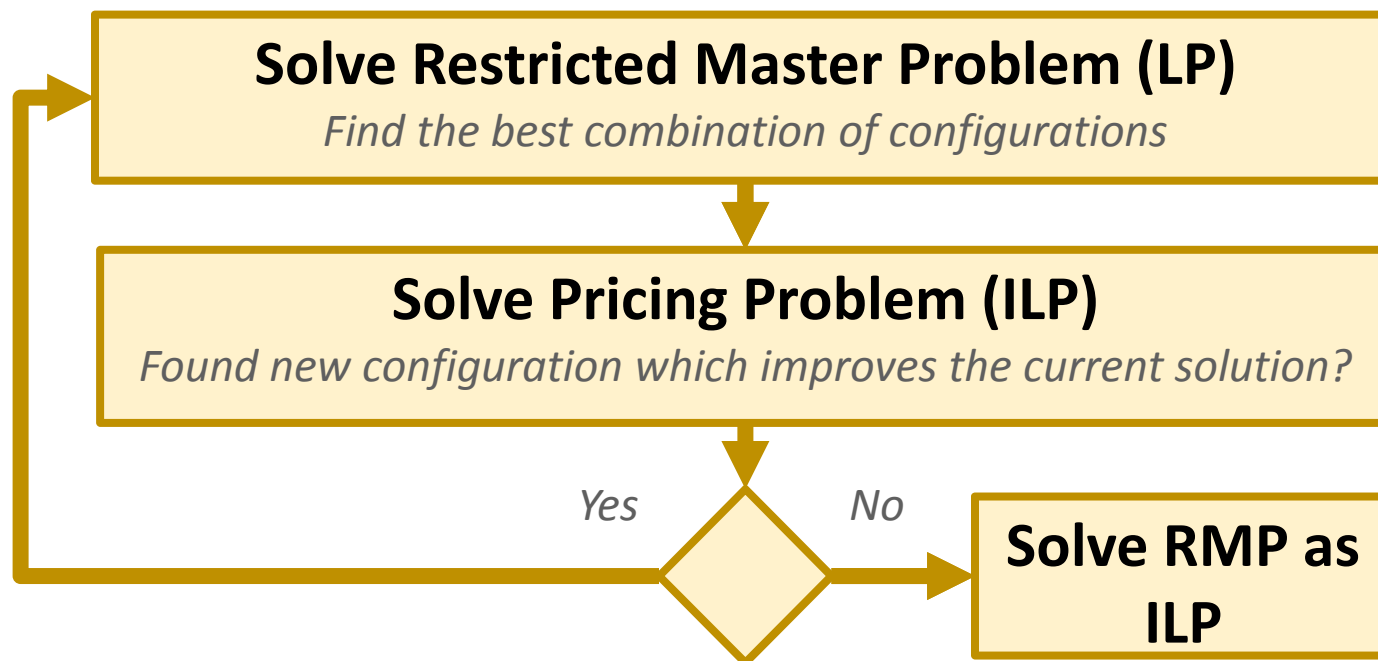 Solve Restricted Master Problem (LP)
Find the best combination of configurations
Solve Pricing Problem (ILP)
Found new configuration which improves the current solution?
Yes
No
Solve RMP as
ILP